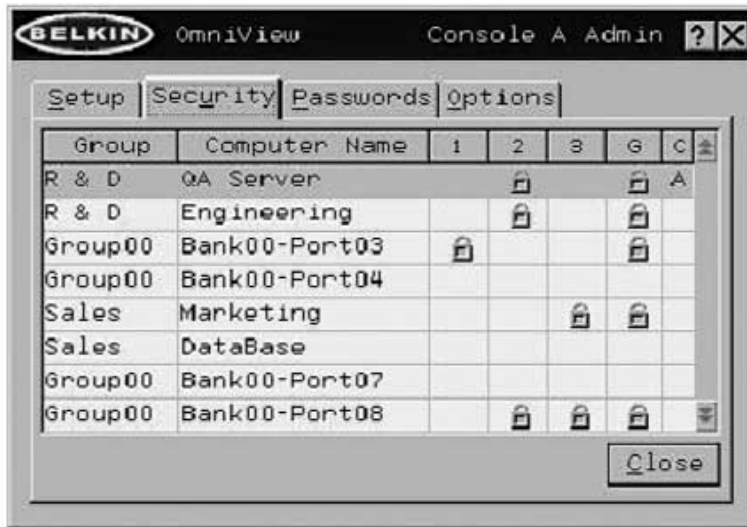 BELKIN OmniView Console A Admin ? X
Setup Security Passwords Options
Group Computer Name 1 2 3 G C
R & D QA Server A
R & D Engineering
Group00 Bank00-Port03
Group00 Bank00-Port04
Sales Marketing
Sales DataBase
Group00 Bank00-Port07
Group00 Bank00-Port08
Close